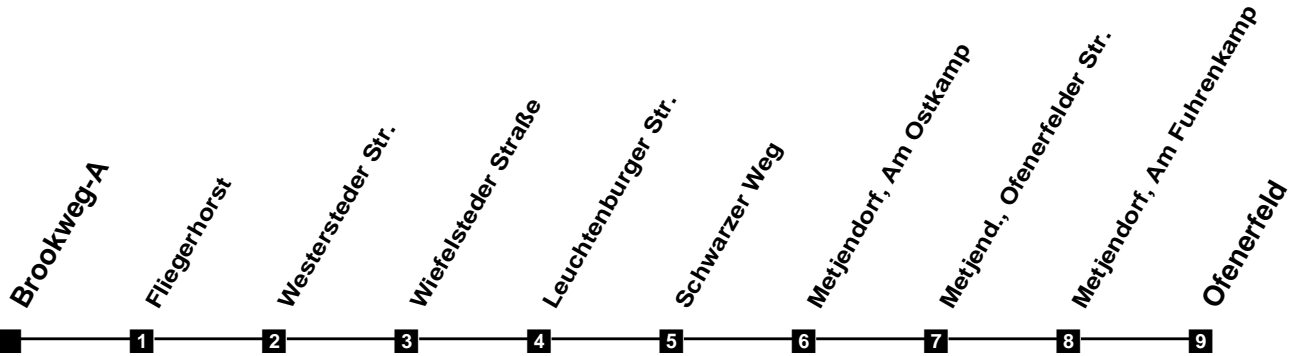 Brookweg-A
Fliegerhorst
Westersteder Str.
Wiefelsteder Straße
Leuchtenburger Str.
Schwarzer Weg
Metjendorf, Am Ostkamp
Metjend., Ofenerfelder Str.
Metjendorf, Am Fuhrenkamp
Ofenerfeld
1 2 3 4 5 6 7 8 9